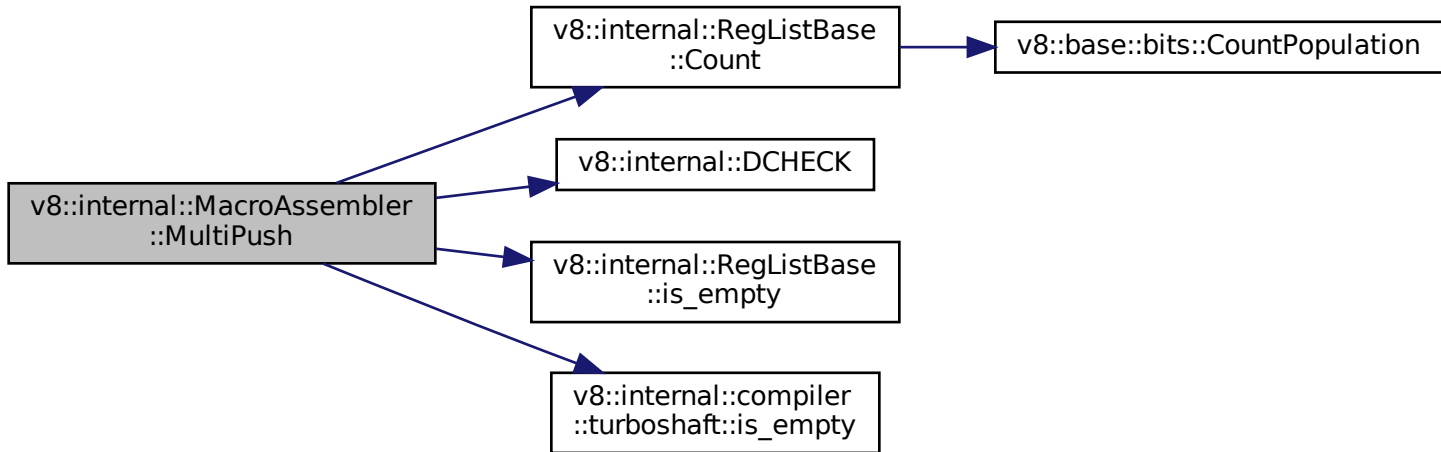 v8::internal::MacroAssembler
::MultiPush
v8::internal::RegListBase
::Count
v8::base::bits::CountPopulation
v8::internal::DCHECK
v8::internal::RegListBase
::is_empty
v8::internal::compiler
::turboshaft::is_empty